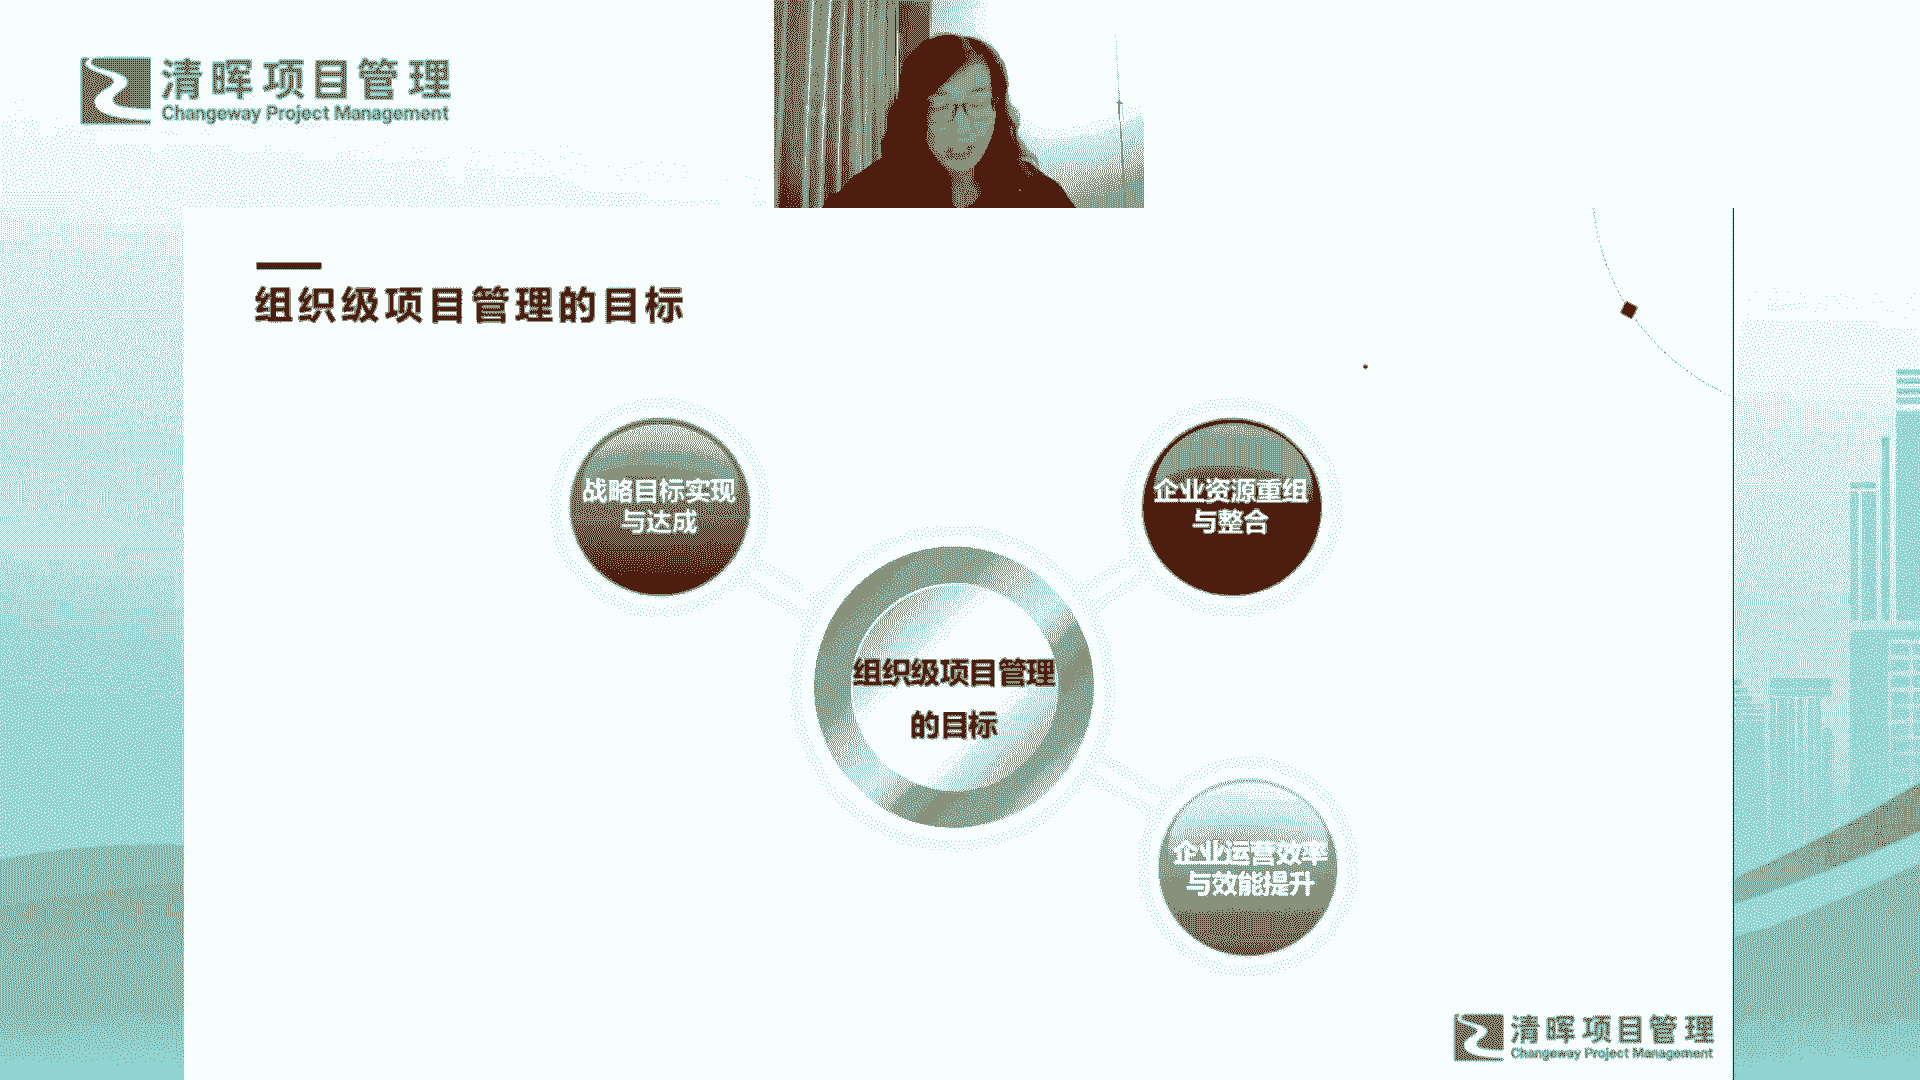 清晖项目管理
Changeway Project Management
组织级项目管理的目标
战略目标实现
与达成
企业资源重组
与整合
组织级项目管理
的目标
企业运营效率
与效能提升
清晖项目管理
Changeway Project Management